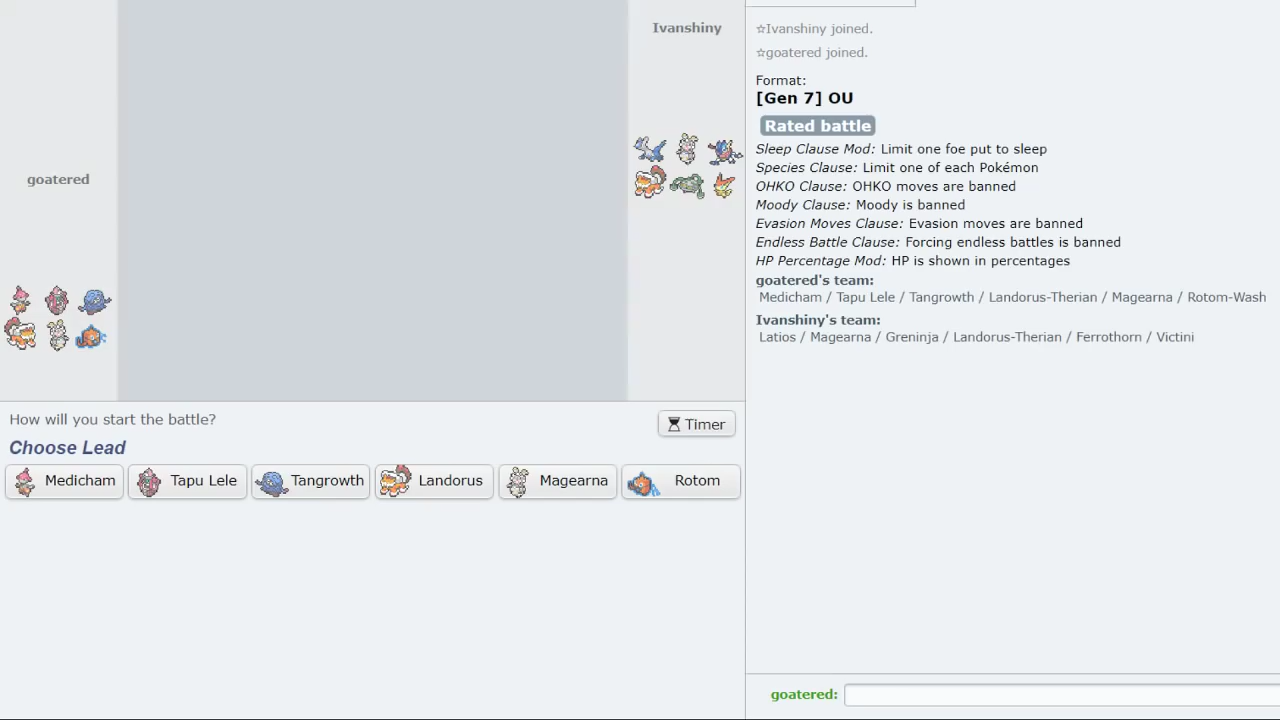 Ivanshiny
goatered
☆Ivanshiny joined.
☆goatered joined.
Format:
[Gen 7] OU
Rated battle
Sleep Clause Mod: Limit one foe put to sleep
Species Clause: Limit one of each Pokémon
OHKO Clause: OHKO moves are banned
Moody Clause: Moody is banned
Evasion Moves Clause: Evasion moves are banned
Endless Battle Clause: Forcing endless battles is banned
HP Percentage Mod: HP is shown in percentages
goatered's team:
Medicham / Tapu Lele / Tangrowth / Landorus-Therian / Magearna / Rotom-Wash
Ivanshiny's team:
Latios / Magearna / Greninja / Landorus-Therian / Ferrothorn / Victini
How will you start the battle?
Timer
Choose Lead
Medicham Tapu Lele Tangrowth Landorus Magearna Rotom
goatered: